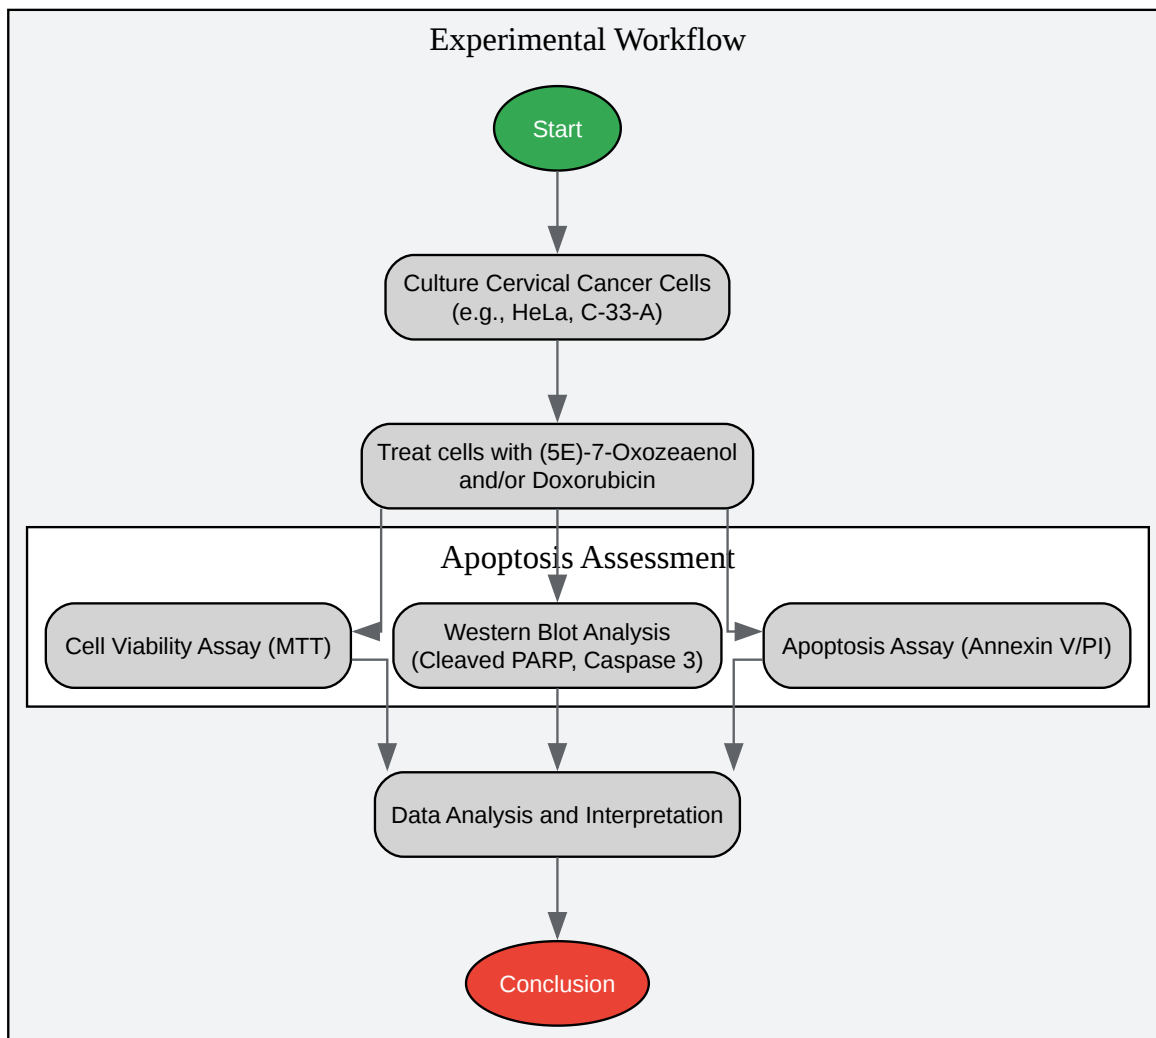 Experimental Workflow
Start
Culture Cervical Cancer Cells
(e.g., HeLa, C-33-A)
Treat cells with (5E)-7-Oxozeaenol
and/or Doxorubicin
Apoptosis Assessment
Cell Viability Assay (MTT)
Western Blot Analysis
(Cleaved PARP, Caspase 3)
Apoptosis Assay (Annexin V/PI)
Data Analysis and Interpretation
Conclusion